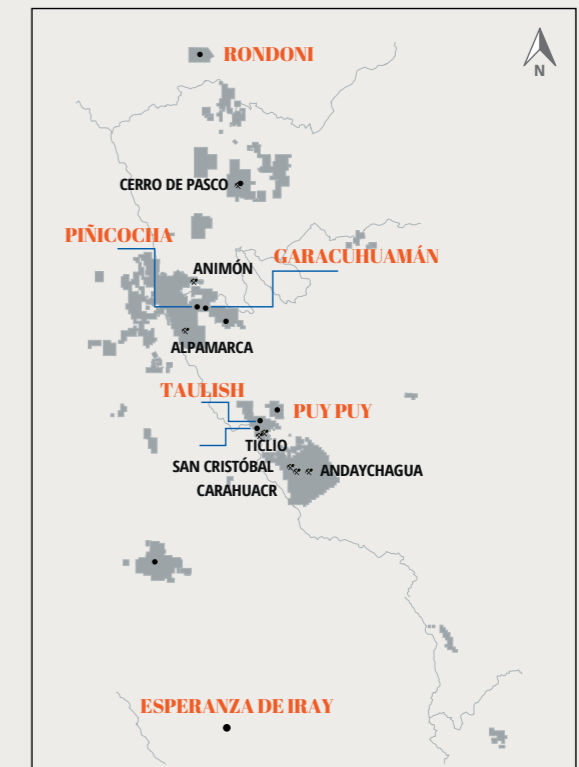 RONDONI
N
CERRO DE PASCO
PIÑICOCHA
GARACUHUAMÁN
ANIMÓN
ALPAMARCA
TAULISH
PUY PUY
TICLIO
SAN CRISTÓBAL
ANDAYCHAGUA
CARAHUACR
ESPERANZA DE IRAY